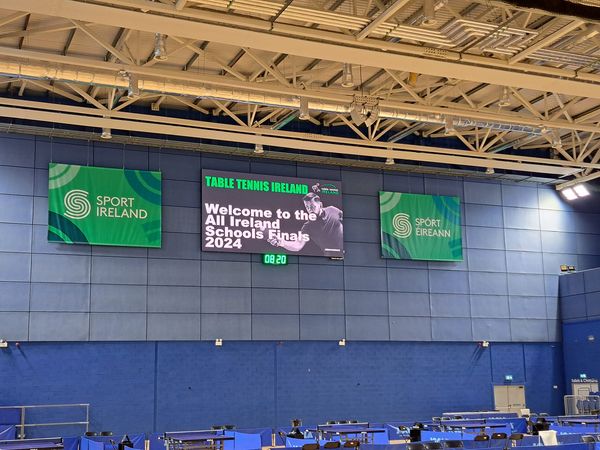 SPORT
IRELAND
TABLE TENNIS IRELAND
Welcome to the
All Ireland
Schools Finals
2024
08 20
SPÓRT
ÉIREANN